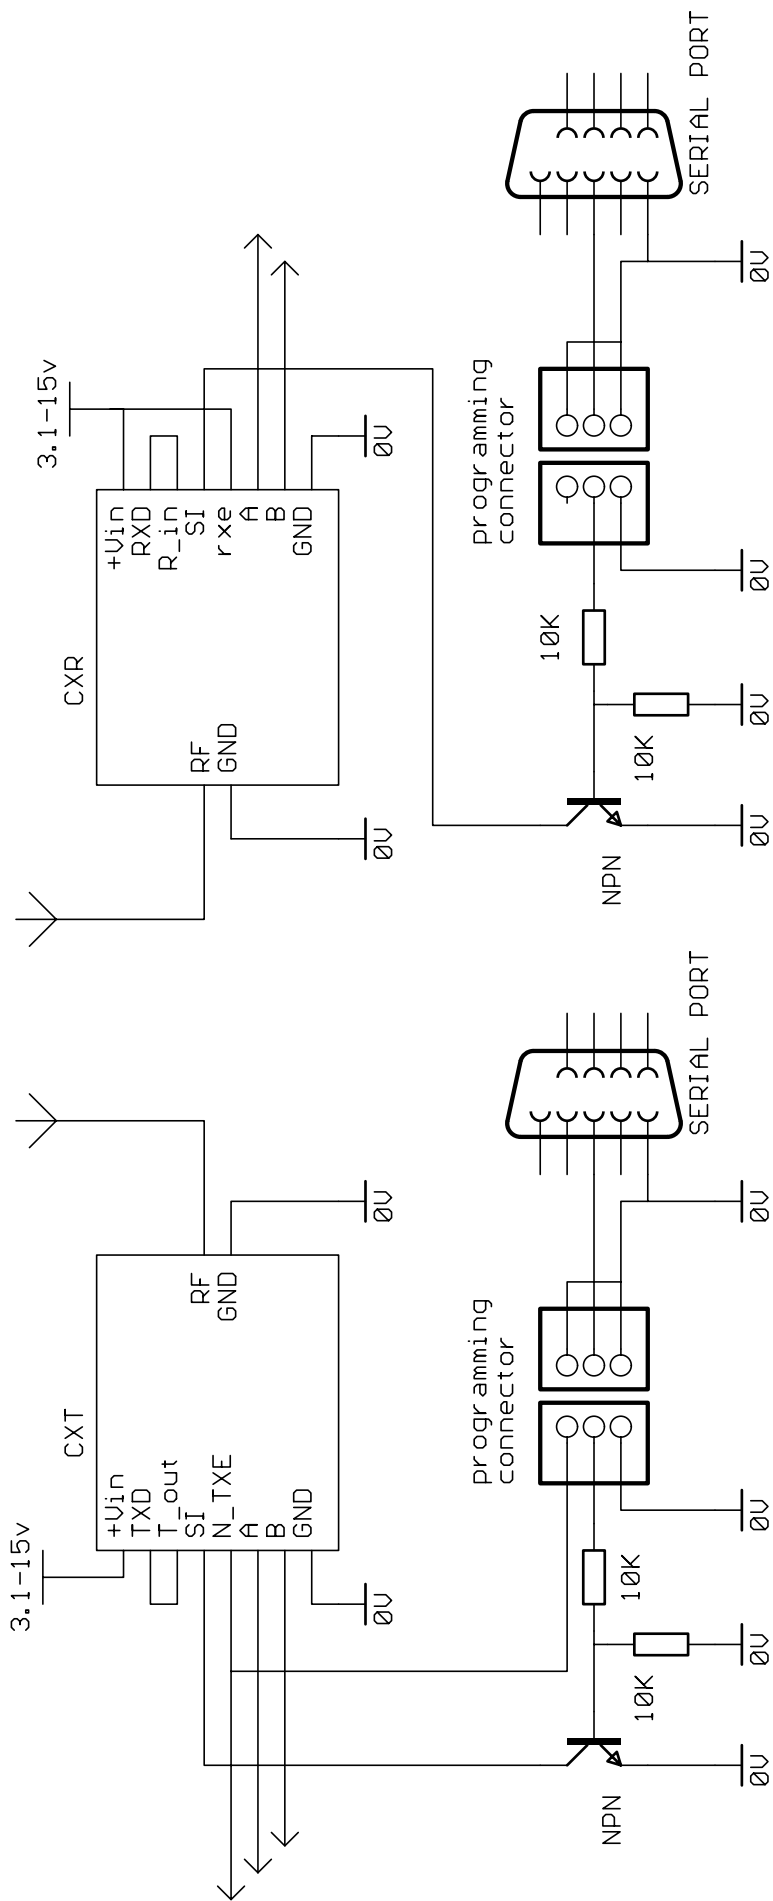 3.1-15v
CXT
+Vin
TXD
T_out
SI
N_TXE
A
B
GND
RF
GND
0V
0V
programming
connector
10K
10K
NPN
0V
0V
0V
0V
SERIAL PORT
3.1-15v
CXR
+Vin
RXD
R_in
SI
rxe
A
B
GND
RF
GND
0V
0V
programming
connector
10K
10K
NPN
0V
0V
0V
0V
SERIAL PORT